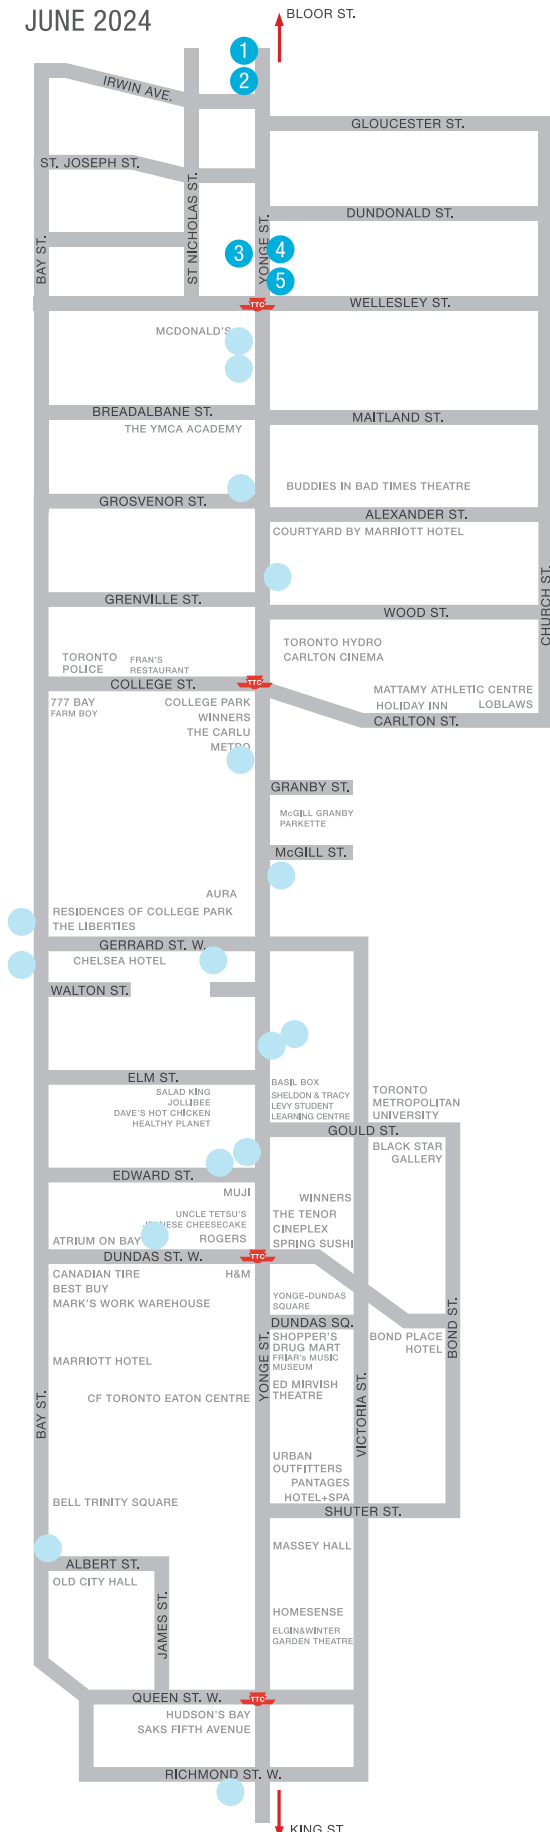 JUNE 2024
BLOOR ST.
1
2
IRWIN AVE.
GLOUCESTER ST.
ST. JOSEPH ST.
ST NICHOLAS ST.
DUNDONALD ST.
BAY ST.
YONGE ST.
3
4
5
TTC
WELLESLEY ST.
MCDONALD'S
BREADALBANE ST.
MAITLAND ST.
THE YMCA ACADEMY
BUDDIES IN BAD TIMES THEATRE
GROSVENOR ST.
ALEXANDER ST.
COURTYARD BY MARRIOTT HOTEL
CHURCH ST.
GRENVILLE ST.
WOOD ST.
TORONTO HYDRO
CARLTON CINEMA
TORONTO
POLICE
FRAN'S
RESTAURANT
COLLEGE ST.
TTC
MATTAMY ATHLETIC CENTRE
HOLIDAY INN
LOBLAWS
CARLTON ST.
777 BAY
FARM BOY
COLLEGE PARK
WINNERS
THE CARLU
METRO
GRANBY ST.
McGILL GRANBY
PARKETTE
McGILL ST.
AURA
RESIDENCES OF COLLEGE PARK
THE LIBERTIES
GERRARD ST. W.
CHELSEA HOTEL
WALTON ST.
ELM ST.
BASIL BOX
SHELDON & TRACY
LEVY STUDENT
LEARNING CENTRE
TORONTO
METROPOLITAN
UNIVERSITY
SALAD KING
JOLLIBEE
DAVE'S HOT CHICKEN
HEALTHY PLANET
GOULD ST.
BLACK STAR
GALLERY
EDWARD ST.
MUJI
WINNERS
UNCLE TETSU'S
CHEESECAKE
ROGERS
THE TENOR
CINEPLEX
SPRING SUSHI
ATRIUM ON BAY
DUNDAS ST. W.
TTC
CANADIAN TIRE
BEST BUY
MARK'S WORK WAREHOUSE
H&M
YONGE-DUNDAS
SQUARE
DUNDAS SQ.
BOND ST.
SHOPPER'S
DRUG MART
FRIAR's MUSIC
MUSEUM
BOND PLACE
HOTEL
MARRIOTT HOTEL
YONGE ST.
ED MIRVISH
THEATRE
CF TORONTO EATON CENTRE
BAY ST.
VICTORIA ST.
URBAN
OUTFITTERS
PANTAGES
HOTEL+SPA
BELL TRINITY SQUARE
SHUTER ST.
MASSEY HALL
ALBERT ST.
OLD CITY HALL
JAMES ST.
HOMESENSE
ELGIN&WINTER
GARDEN THEATRE
QUEEN ST. W.
TTC
HUDSON'S BAY
SAKS FIFTH AVENUE
RICHMOND ST. W.
KING ST.